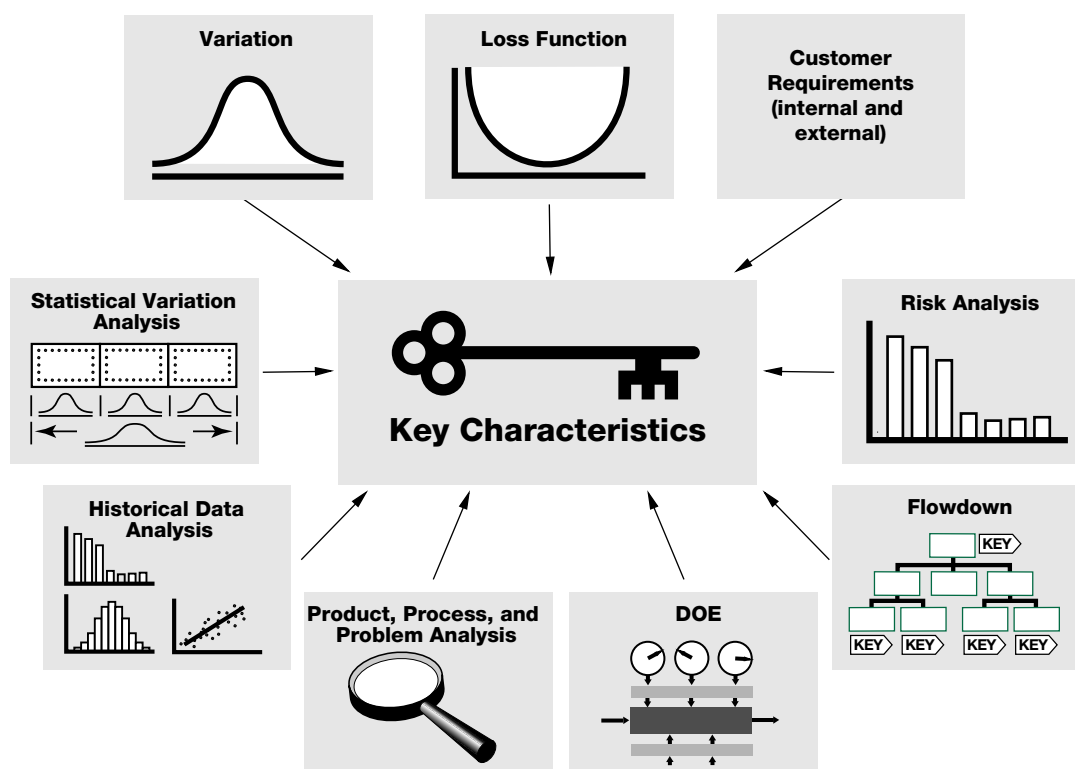 Variation
Loss Function
Customer
Requirements
(internal and
external)
Statistical Variation
Analysis
Risk Analysis
Key Characteristics
Historical Data
Analysis
Flowdown
KEY
KEY
KEY
KEY
KEY
Product, Process, and
Problem Analysis
DOE